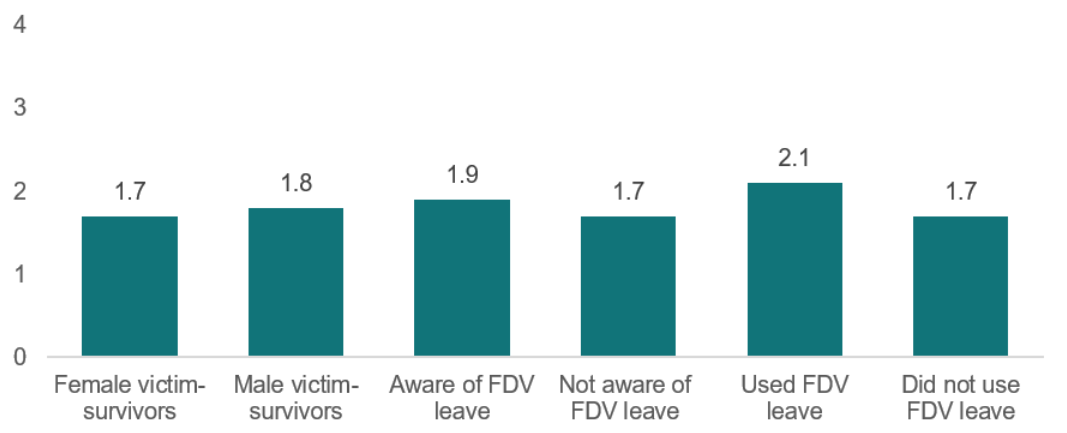 4
3
2
1
0
1.7
1.8
1.9
1.7
2.1
1.7
Female victim-
survivors
Male victim-
survivors
Aware of FDV
leave
Not aware of
FDV leave
Used FDV
leave
Did not use
FDV leave